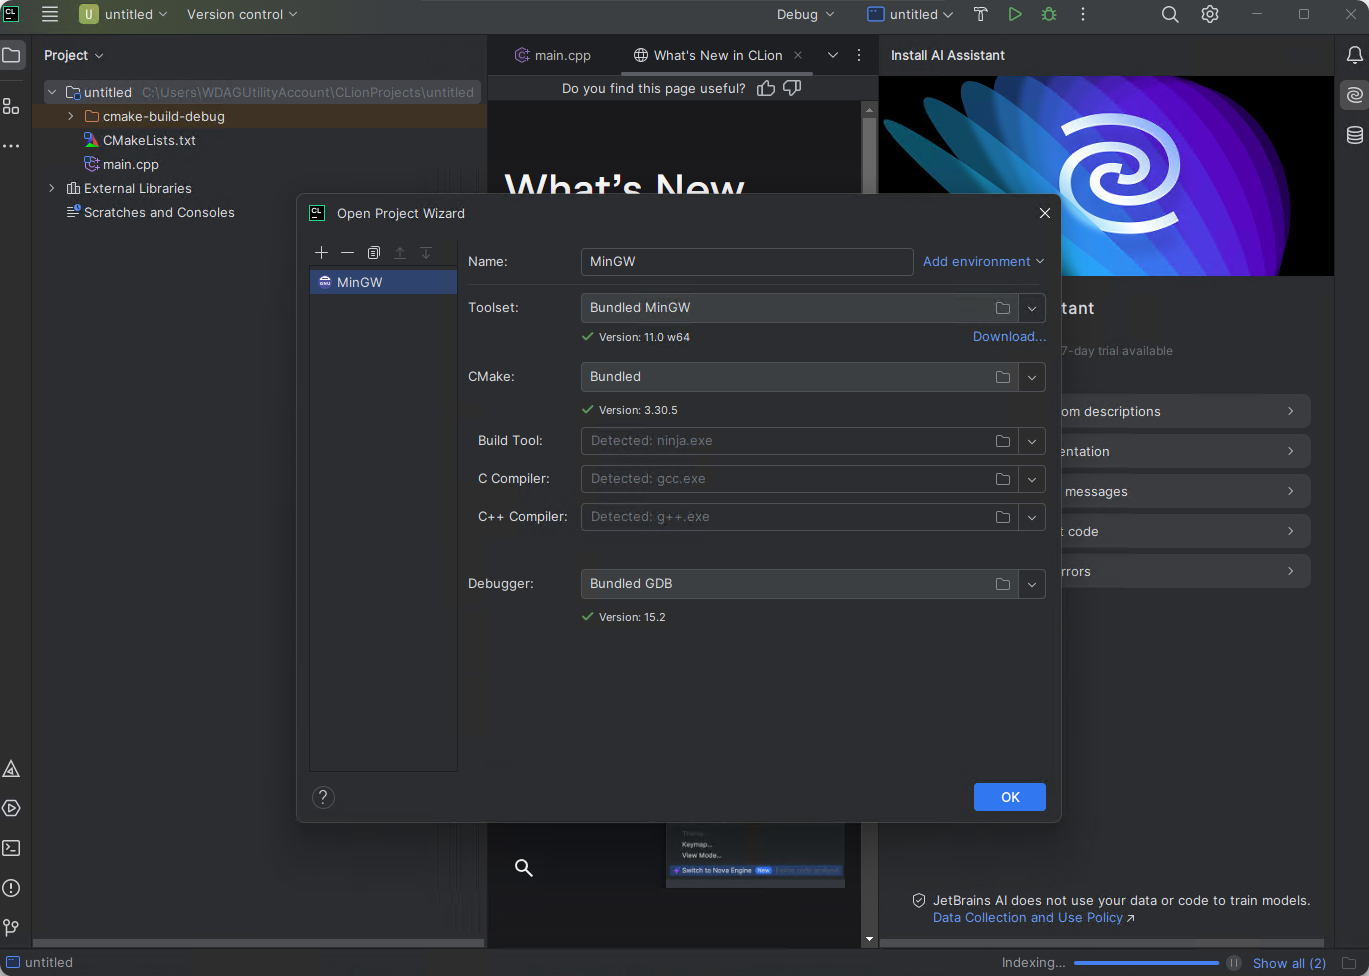 CL
U untitled
Version control
Debug
untitled
Project
main.cpp
What's New in CLion
Install AI Assistant
Do you find this page useful?
untitled C:\Users\WDAGUtilityAccount\CLionProjects\untitled
cmake-build-debug
CMakeLists.txt
main.cpp
External Libraries
Scratches and Consoles
What's New
CL Open Project Wizard
MinGW
Name: MinGW Add environment
Toolset: Bundled MinGW
Version: 11.0 w64 Download...
CMake: Bundled
Version: 3.30.5
Build Tool: Detected: ninja.exe
C Compiler: Detected: gcc.exe
C++ Compiler: Detected: g++.exe
Debugger: Bundled GDB
Version: 15.2
? OK
tant
7-day trial available
om descriptions
entation
messages
t code
rrors
Theme...
Keymap...
View Mode...
Switch to Nova Engine New
JetBrains AI does not use your data or code to train models.
Data Collection and Use Policy
untitled
Indexing...
Show all (2)